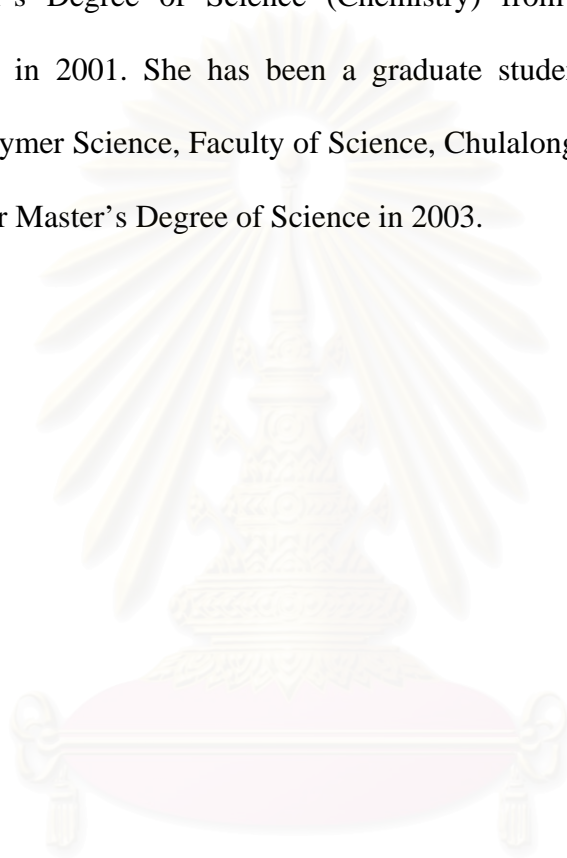 's Degree of Science (Chemistry) from
in 2001. She has been a graduate
Science, Faculty of Science,
Master's Degree of Science in 2003.